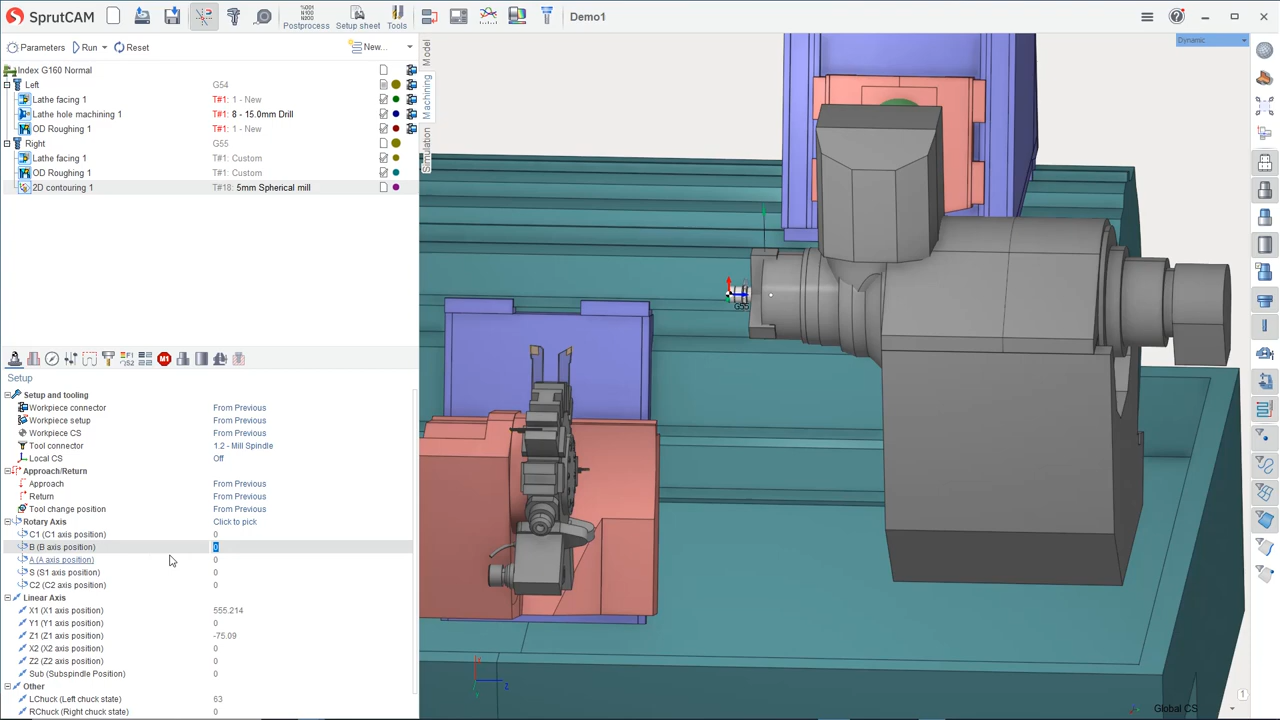 SprutCAM
%001
N100
Postprocess
Setup sheet
Tools
Demo1
Parameters
Run
Reset
New...
Dynamic
Index G160 Normal
Left
G54
Lathe facing 1
T#1: 1 - New
Lathe hole machining 1
T#1: 8 - 15.0mm Drill
OD Roughing 1
T#1: 1 - New
Right
G55
Lathe facing 1
T#1: Custom
OD Roughing 1
T#1: Custom
2D contouring 1
T#18: 5mm Spherical mill
Model
Machining
Simulation
M1
Setup
Setup and tooling
Workpiece connector
From Previous
Workpiece setup
From Previous
Workpiece CS
From Previous
Tool connector
1.2 - Mill Spindle
Local CS
Off
Approach/Return
Approach
From Previous
Return
From Previous
Tool change position
From Previous
Rotary Axis
Click to pick
C1 (C1 axis position)
0
B (B axis position)
0
A (A axis position)
0
S (S1 axis position)
0
C2 (C2 axis position)
0
Linear Axis
X1 (X1 axis position)
555.214
Y1 (Y1 axis position)
0
Z1 (Z1 axis position)
-75.09
X2 (X2 axis position)
0
Z2 (Z2 axis position)
0
Sub (Subspindle Position)
0
Other
LChuck (Left chuck state)
63
RChuck (Right chuck state)
0
G55
Z
Global CS